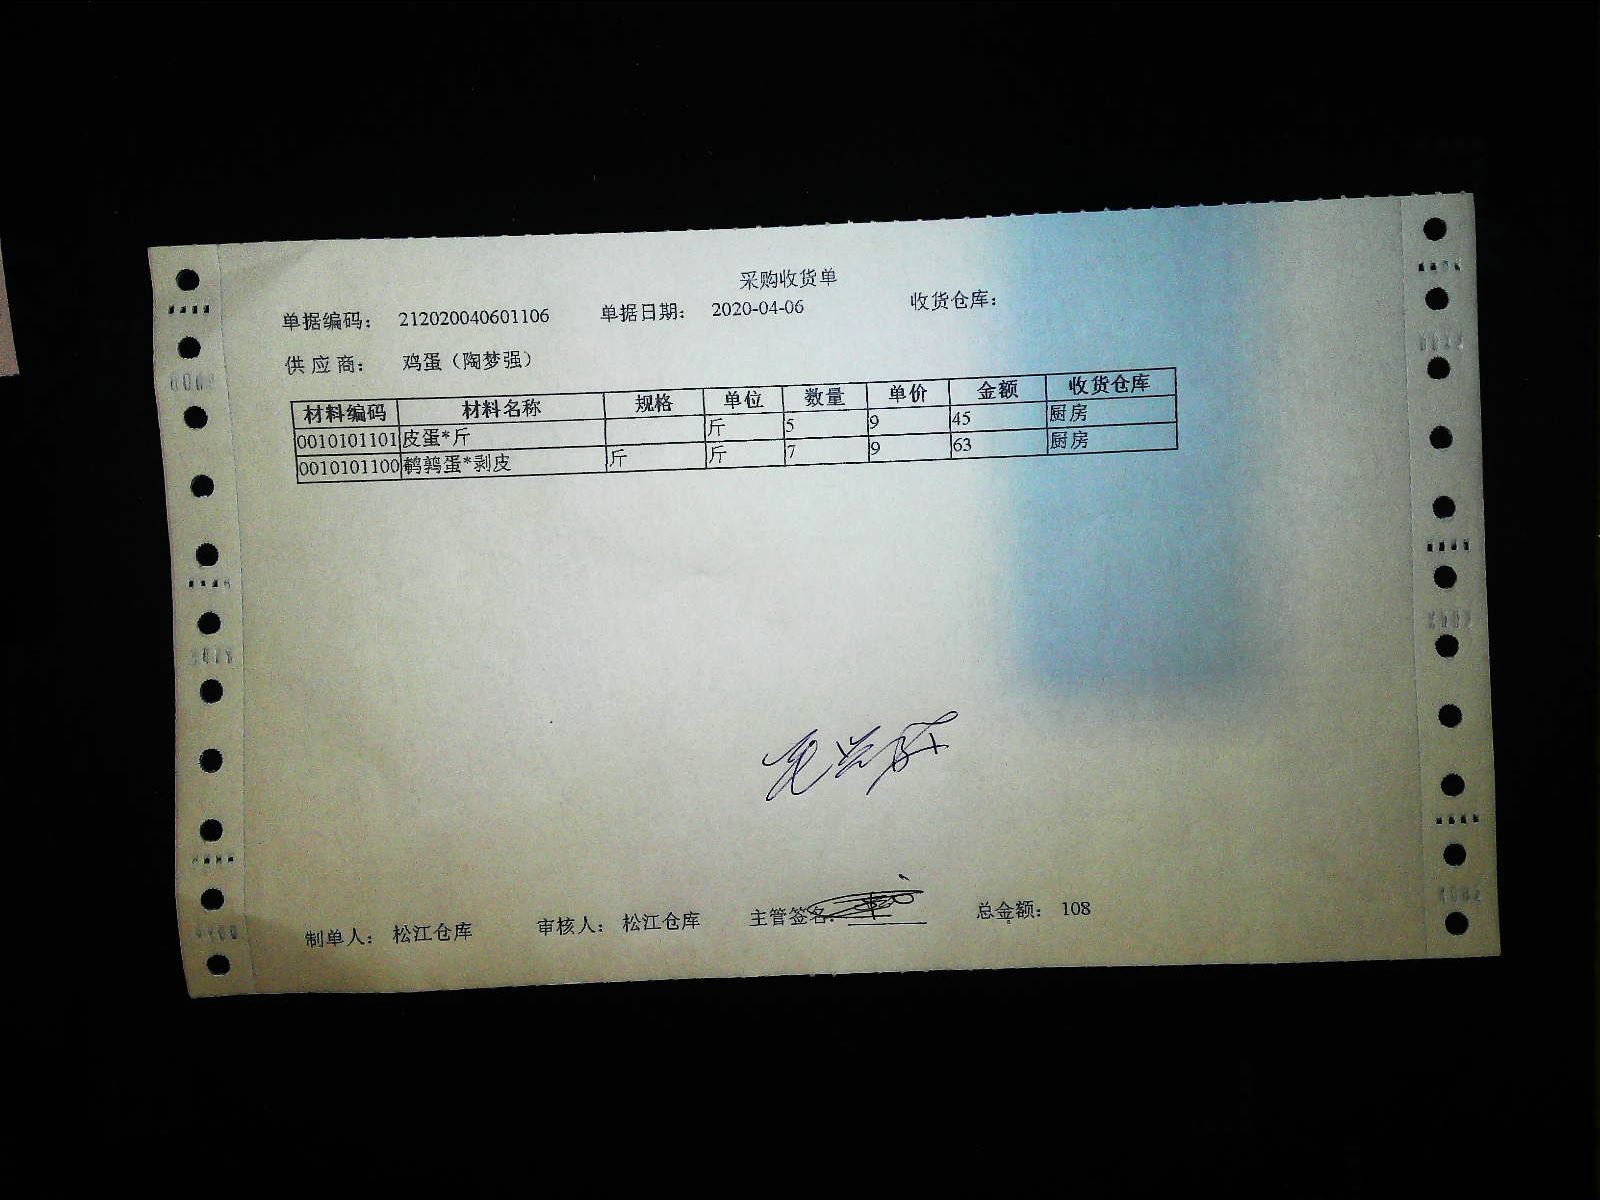 采购收货单
单据编码： 212020040601106 单据日期： 2020-04-06 收货仓库：
供 应 商： 鸡蛋（陶梦强）
材料编码 材料名称 规格 单位 数量 单价 金额 收货仓库
0010101101 皮蛋*斤 斤 5 9 45 厨房
0010101100 鹌鹑蛋*剥皮 斤 斤 7 9 63 厨房
制单人： 松江仓库 审核人： 松江仓库 主管签名： 总金额： 108